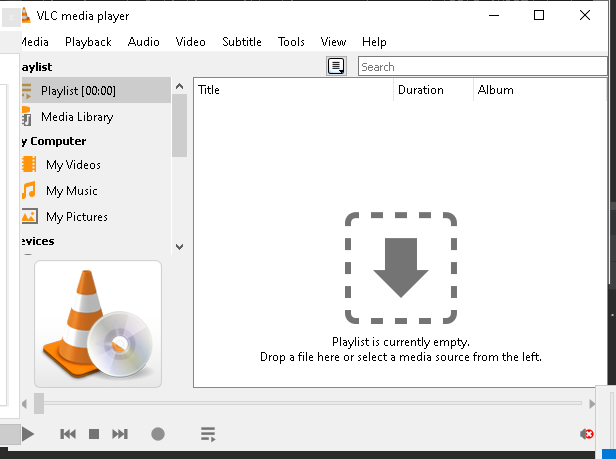 VLC media player
Media Playback Audio Video Subtitle Tools View Help
aylist
Search
Playlist [00:00]
Title Duration Album
Media Library
y Computer
My Videos
My Music
My Pictures
evices
Playlist is currently empty.
Drop a file here or select a media source from the left.